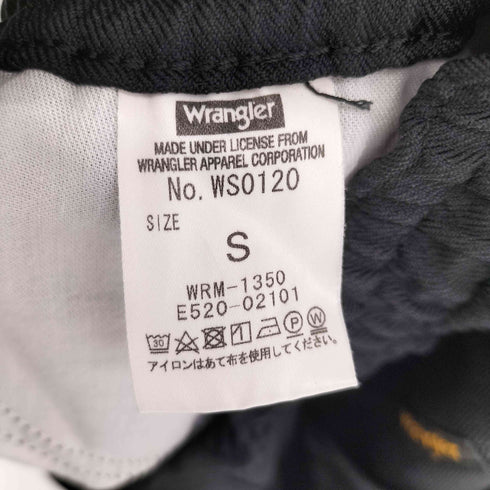 Wrangler
MADE UNDER LICENSE FROM
WRANGLER APPAREL CORPORATION
No. WS0120
SIZE
S
WRM-1350
E520-02101
30 P W
アイロンはあて布を使用してください。